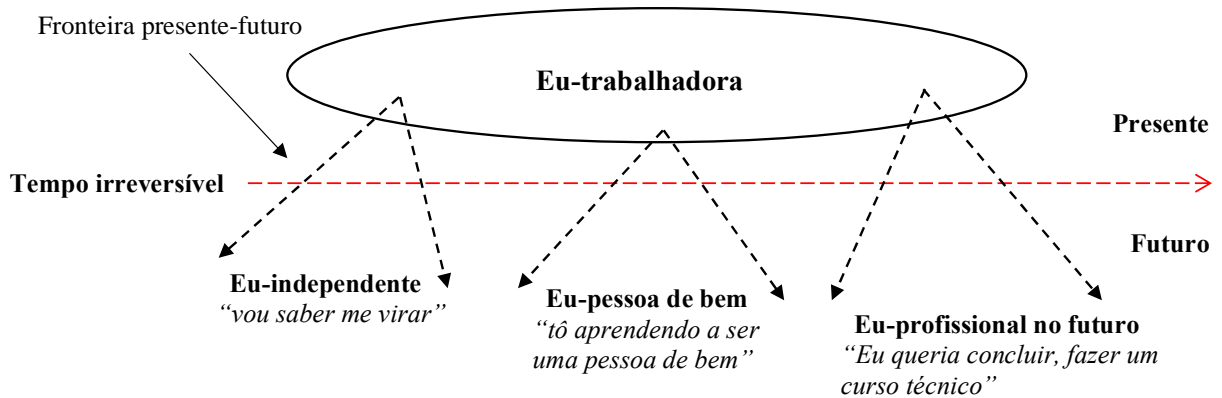 Fronteira presente-futuro
Eu-trabalhadora
Presente
Tempo irreversível
Futuro
Eu-independente
“vou saber me virar”
Eu-pessoa de bem
“tô aprendendo a ser
uma pessoa de bem”
Eu-profissional no futuro
“Eu queria concluir, fazer um
curso técnico”